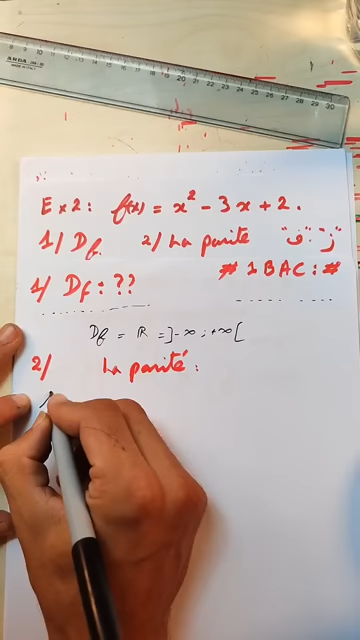 Ex2: f(x) = x² - 3x + 2.
1/ Df. 2/ La parité "ز" "ف"
# 1BAC: #
1/ Df: ??
Df = ℝ = ]-∞; +∞[
2/ La parité: